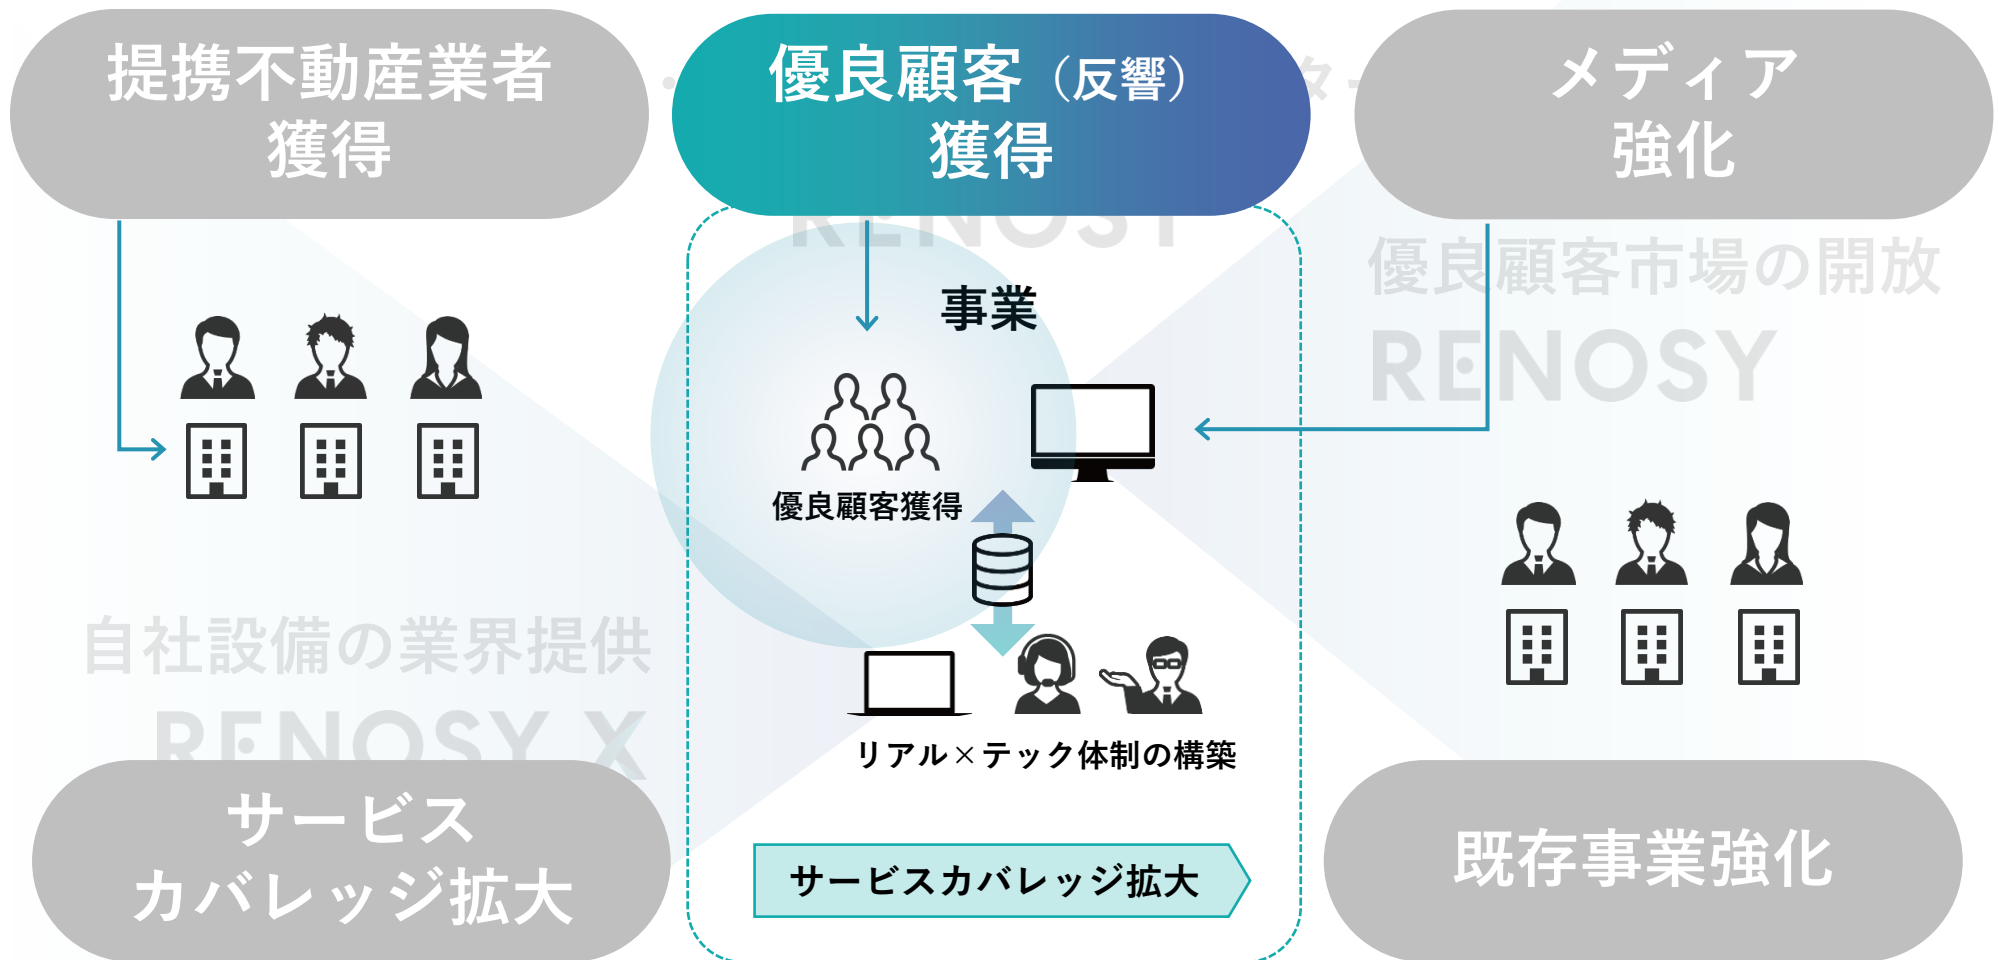 提携不動産業者
獲得
優良顧客（反響）
獲得
メディア
強化
RENOSY
優良顧客市場の開放
RENOSY
事業
優良顧客獲得
自社設備の業界提供
RENOSY X
リアル×テック体制の構築
サービス
カバレッジ拡大
サービスカバレッジ拡大
既存事業強化